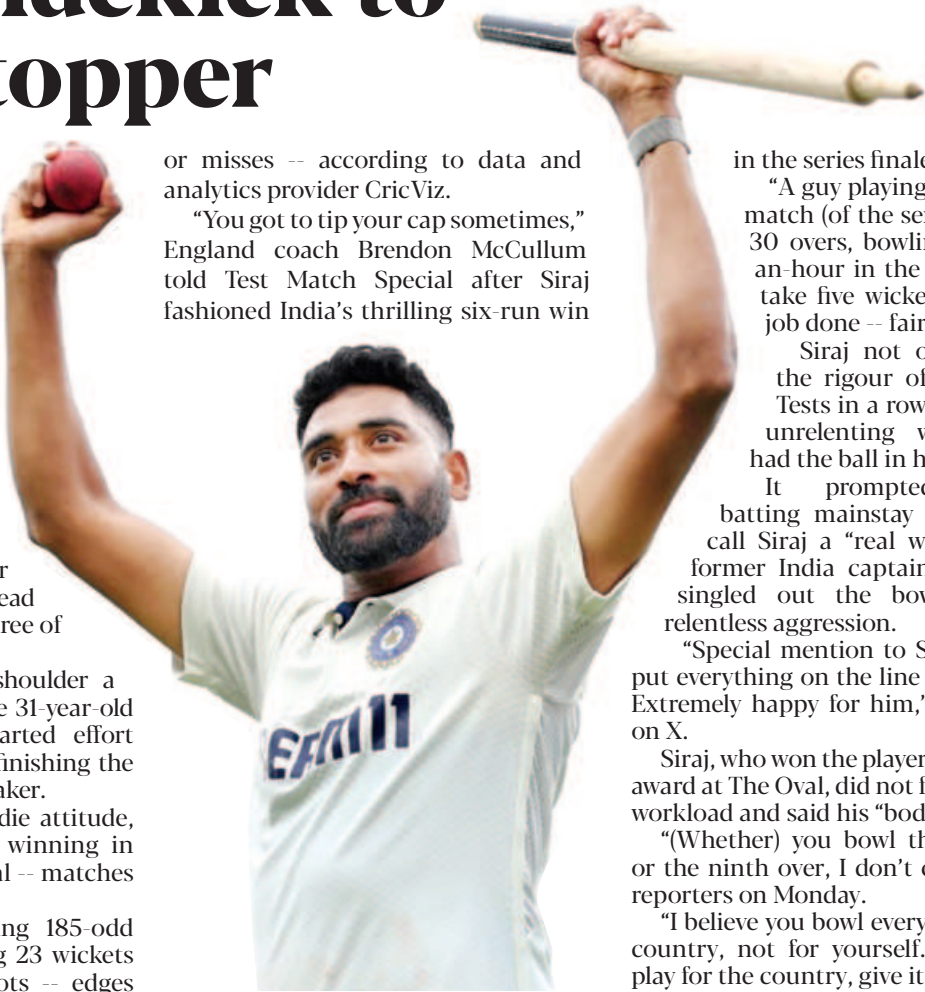 idekick to
topper
r
ead
ree of
shoulder a
e 31-year-old
arted effort
finishing the
aker.
die attitude,
winning in
al -- matches
ing 185-odd
g 23 wickets
ots -- edges
or misses -- according to data and
analytics provider CricViz.
“You got to tip your cap sometimes,”
England coach Brendon McCullum
told Test Match Special after Siraj
fashioned India’s thrilling six-run win
in the series finale
“A guy playing
match (of the se
30 overs, bowli
an-hour in the
take five wicke
job done -- fair
Siraj not o
the rigour of
Tests in a row
unrelenting w
had the ball in h
It prompted
batting mainstay
call Siraj a “real w
former India captain
singled out the bow
relentless aggression.
“Special mention to S
put everything on the line
Extremely happy for him,”
on X.
Siraj, who won the player
award at The Oval, did not f
workload and said his “bod
“(Whether) you bowl th
or the ninth over, I don’t c
reporters on Monday.
“I believe you bowl every
country, not for yourself.
play for the country, give it